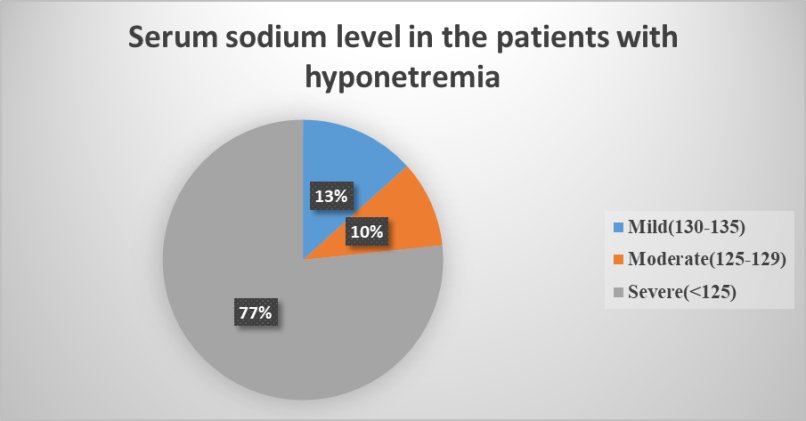 Serum sodium level in the patients with
hyponetremia
13%
10%
77%
Mild(130-135)
Moderate(125-129)
Severe(<125)